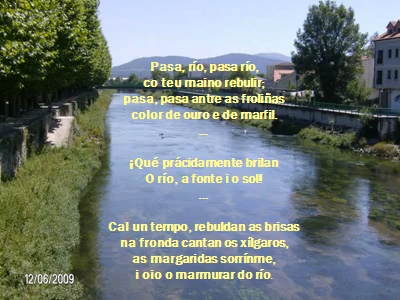 Pasa, río, pasa río,
co teu maino rebulir;
pasa, pasa antre as froliñas
color de ouro e de marfil.
---
¡Qué prácidamente brilan
O río, a fonte i o sol!
---
Cal un tempo, rebuldan as brisas
na fronda cantan os xílgaros,
as margaridas sorrínme,
i oio o marmurar do río.
12/06/2009